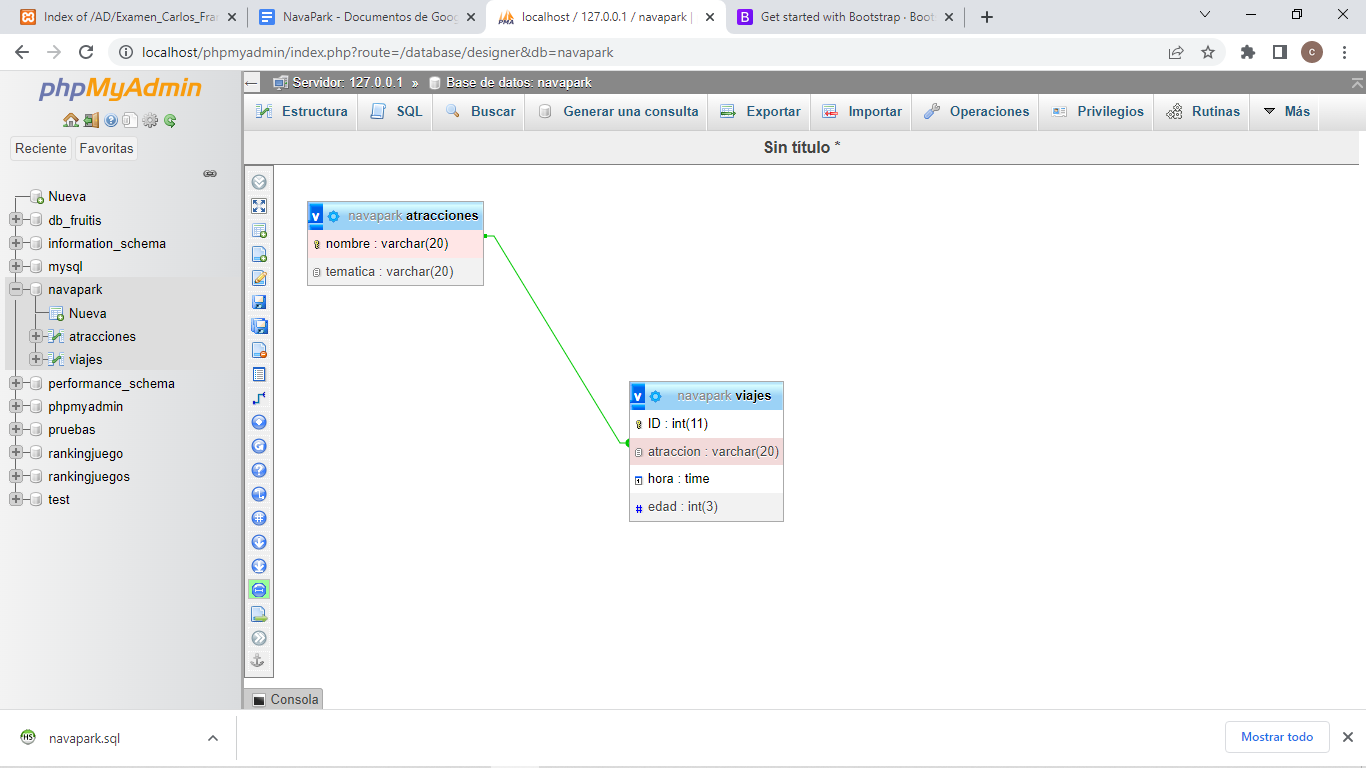 Index of /AD/Examen_Carlos_Fra
NavaPark - Documentos de Goo
localhost / 127.0.0.1 / navapark |
Get started with Bootstrap · Boot
localhost/phpmyadmin/index.php?route=/database/designer&db=navapark
c
phpMyAdmin
Reciente
Favoritas
Nueva
db_fruitis
information_schema
mysql
navapark
Nueva
atracciones
viajes
performance_schema
phpmyadmin
pruebas
rankingjuego
rankingjuegos
test
Servidor: 127.0.0.1 » Base de datos: navapark
Estructura
SQL
Buscar
Generar una consulta
Exportar
Importar
Operaciones
Privilegios
Rutinas
Más
Sin título *
v navapark atracciones
nombre : varchar(20)
tematica : varchar(20)
v navapark viajes
ID : int(11)
atraccion : varchar(20)
hora : time
# edad : int(3)
Consola
navapark.sql
Mostrar todo